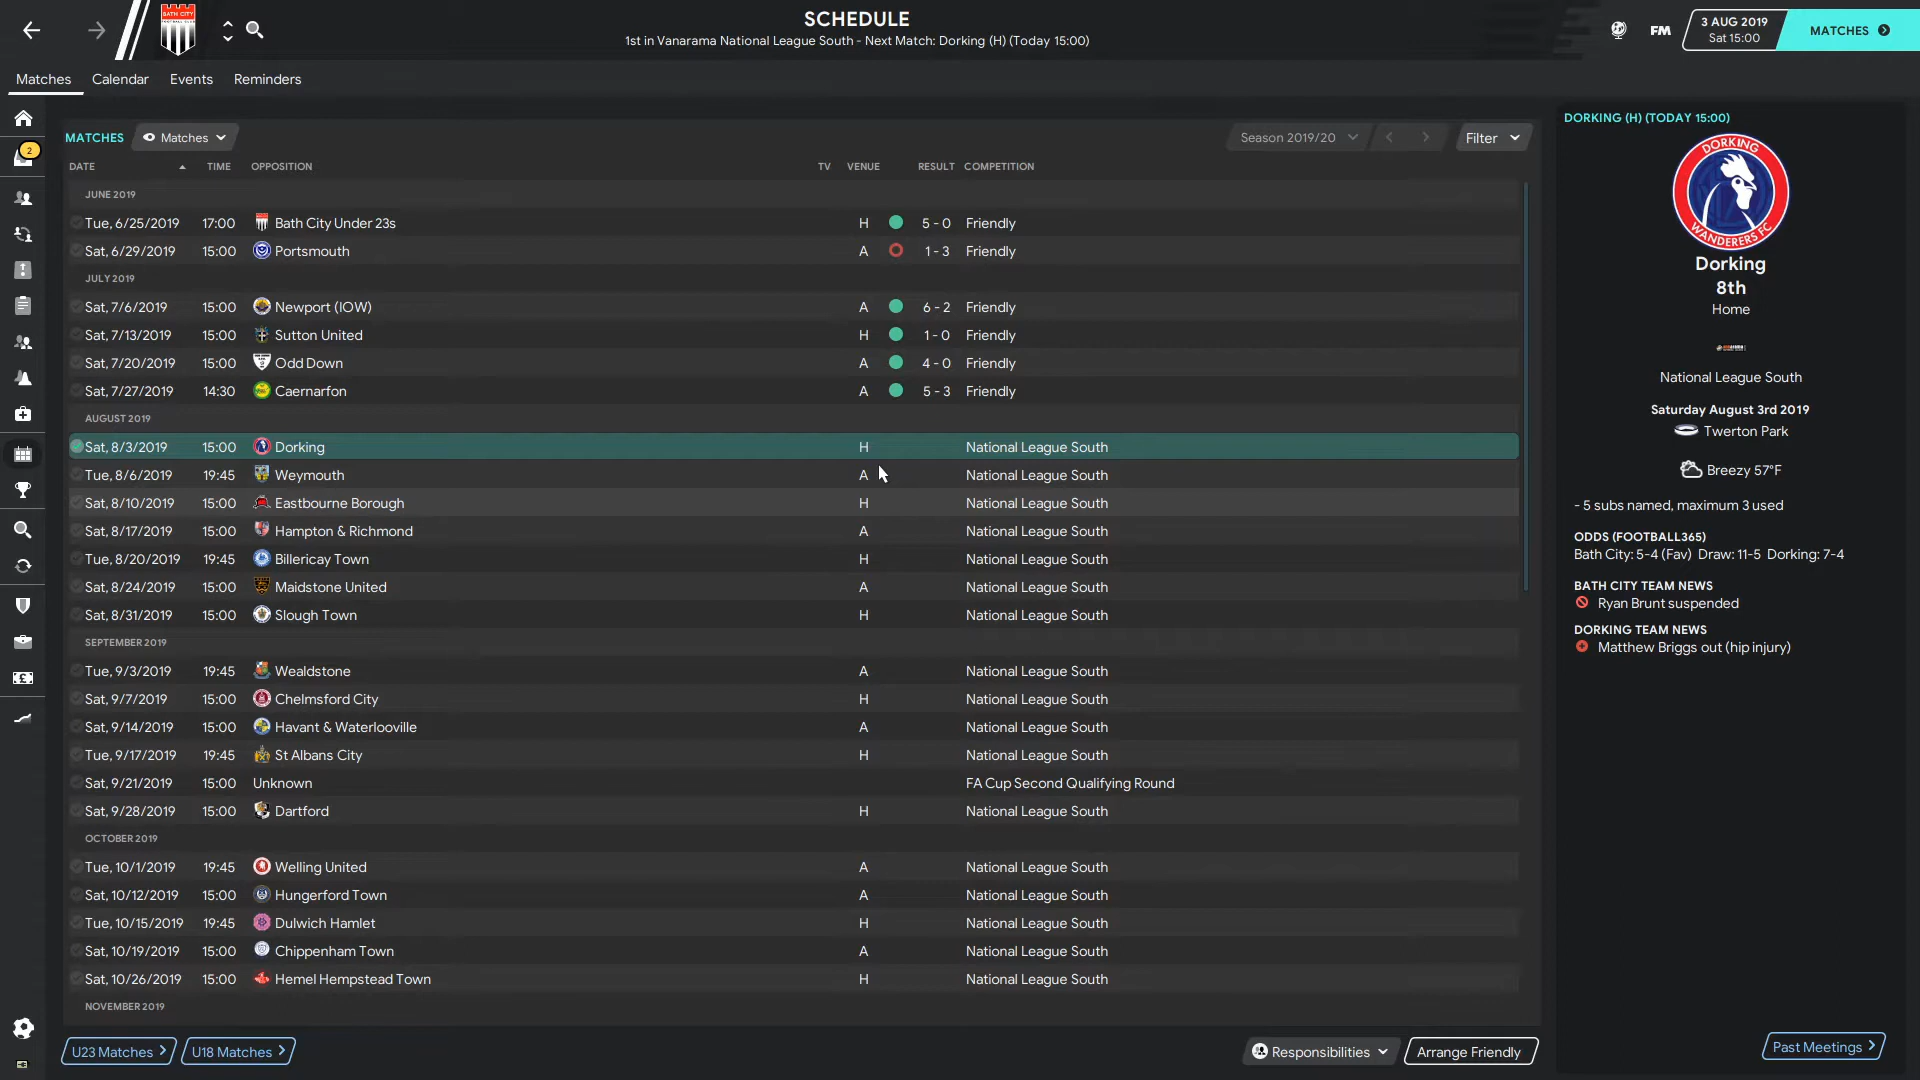 BATH CITY
SCHEDULE
1st in Vanarama National League South - Next Match: Dorking (H) (Today 15:00)
FM
3 AUG 2019
Sat 15:00
MATCHES
Matches Calendar Events Reminders
2
MATCHES Matches Season 2019/20 Filter
DATE TIME OPPOSITION TV VENUE RESULT COMPETITION
JUNE 2019
Tue, 6/25/2019 17:00 Bath City Under 23s H 5 - 0 Friendly
Sat, 6/29/2019 15:00 Portsmouth A 1 - 3 Friendly
JULY 2019
Sat, 7/6/2019 15:00 Newport (IOW) A 6 - 2 Friendly
Sat, 7/13/2019 15:00 Sutton United H 1 - 0 Friendly
Sat, 7/20/2019 15:00 Odd Down A 4 - 0 Friendly
Sat, 7/27/2019 14:30 Caernarfon A 5 - 3 Friendly
AUGUST 2019
Sat, 8/3/2019 15:00 Dorking H National League South
Tue, 8/6/2019 19:45 Weymouth A National League South
Sat, 8/10/2019 15:00 Eastbourne Borough H National League South
Sat, 8/17/2019 15:00 Hampton & Richmond A National League South
Tue, 8/20/2019 19:45 Billericay Town H National League South
Sat, 8/24/2019 15:00 Maidstone United A National League South
Sat, 8/31/2019 15:00 Slough Town H National League South
SEPTEMBER 2019
Tue, 9/3/2019 19:45 Wealdstone A National League South
Sat, 9/7/2019 15:00 Chelmsford City H National League South
Sat, 9/14/2019 15:00 Havant & Waterlooville A National League South
Tue, 9/17/2019 19:45 St Albans City H National League South
Sat, 9/21/2019 15:00 Unknown FA Cup Second Qualifying Round
Sat, 9/28/2019 15:00 Dartford H National League South
OCTOBER 2019
Tue, 10/1/2019 19:45 Welling United A National League South
Sat, 10/12/2019 15:00 Hungerford Town A National League South
Tue, 10/15/2019 19:45 Dulwich Hamlet H National League South
Sat, 10/19/2019 15:00 Chippenham Town A National League South
Sat, 10/26/2019 15:00 Hemel Hempstead Town H National League South
NOVEMBER 2019
U23 Matches U18 Matches Responsibilities Arrange Friendly
DORKING (H) (TODAY 15:00)
DORKING
WANDERERS FC
Dorking
8th
Home
National League South
Saturday August 3rd 2019
Twerton Park
Breezy 57°F
- 5 subs named, maximum 3 used
ODDS (FOOTBALL365)
Bath City: 5-4 (Fav) Draw: 11-5 Dorking: 7-4
BATH CITY TEAM NEWS
Ryan Brunt suspended
DORKING TEAM NEWS
Matthew Briggs out (hip injury)
Past Meetings